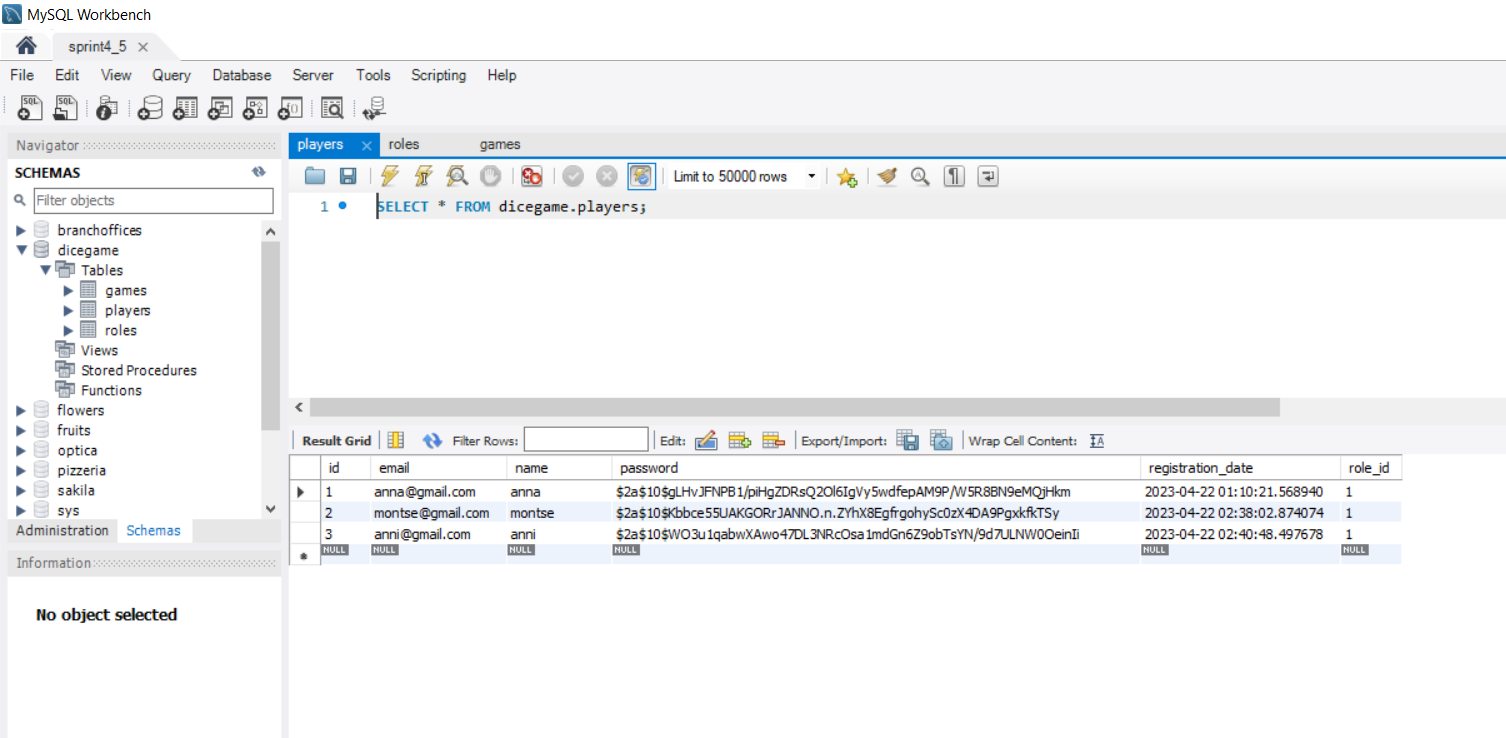 MySQL Workbench
sprint4_5
File Edit View Query Database Server Tools Scripting Help
Navigator
SCHEMAS
Filter objects
branchoffices
dicegame
Tables
games
players
roles
Views
Stored Procedures
Functions
flowers
fruits
optica
pizzeria
sakila
sys
Administration Schemas
Information
No object selected
players roles games
Limit to 50000 rows
1 SELECT * FROM dicegame.players;
Result Grid Filter Rows: Edit: Export/Import: Wrap Cell Content:
id email name password registration_date role_id
1 anna@gmail.com anna $2a$10$gLHvJFNPB1/piHgZDRsQ2Ol6IgVy5wdfepAM9P/W5R8BN9eMQjHkm 2023-04-22 01:10:21.568940 1
2 montse@gmail.com montse $2a$10$Kbbce55UAKGORrJANNO.n.ZYhX8EgfrgohySc0zX4DA9PgxkfkTSy 2023-04-22 02:38:02.874074 1
3 anni@gmail.com anni $2a$10$WO3u1qabwXAwo47DL3NRcOsa1mdGn6Z9obTsYN/9d7ULNW0OeinIi 2023-04-22 02:40:48.497678 1
NULL NULL NULL NULL NULL NULL